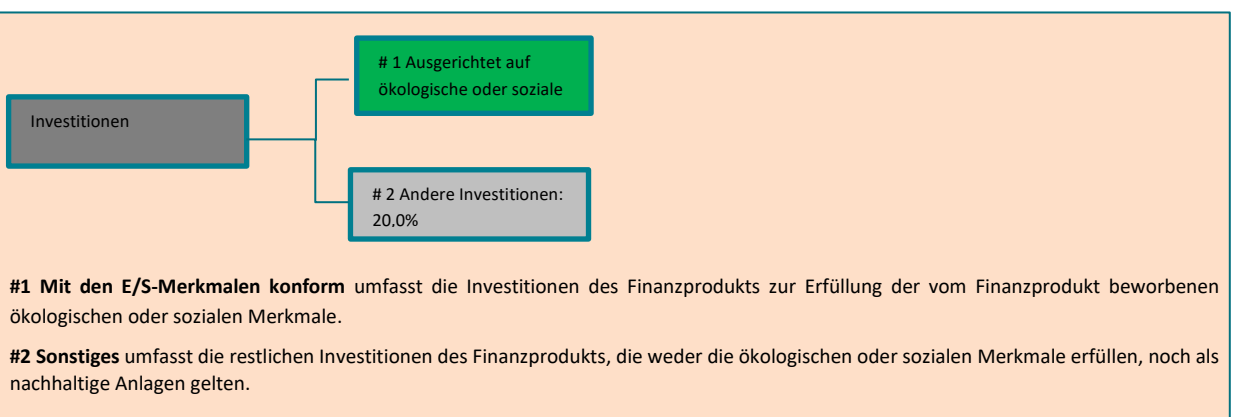 # 1 Ausgerichtet auf
ökologische oder soziale
Investitionen
# 2 Andere Investitionen:
20,0%
#1 Mit den E/S-Merkmalen konform umfasst die Investitionen des Finanzprodukts zur Erfüllung der vom Finanzprodukt beworbenen
ökologischen oder sozialen Merkmale.
#2 Sonstiges umfasst die restlichen Investitionen des Finanzprodukts, die weder die ökologischen oder sozialen Merkmale erfüllen, noch als
nachhaltige Anlagen gelten.